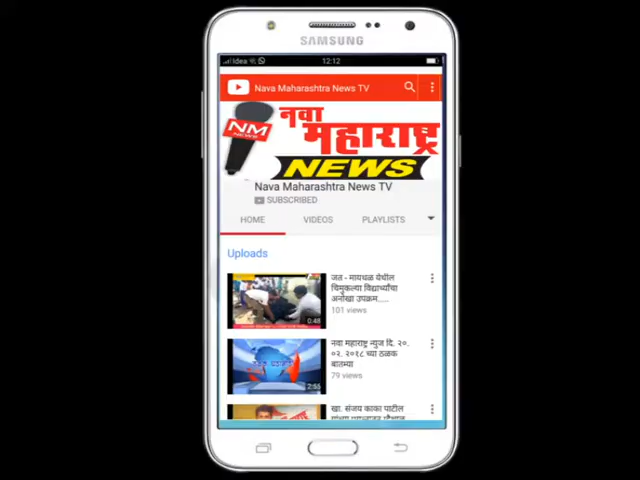 SAMSUNG
Idea
12:12
Nava Maharashtra News TV
नवा
महाराष्ट्र
NM
NEWS
NEWS
Nava Maharashtra News TV
SUBSCRIBED
HOME VIDEOS PLAYLISTS
Uploads
जत - मायथळ येथील
चिमुकल्या विद्यार्थ्यांचा
अनोखा उपक्रम.....
101 views
0:48
नवा महाराष्ट्र न्युज दि. २०.
०२. २०१८ च्या ठळक
बातम्या
79 views
2:55
खा. संजय काका पाटील